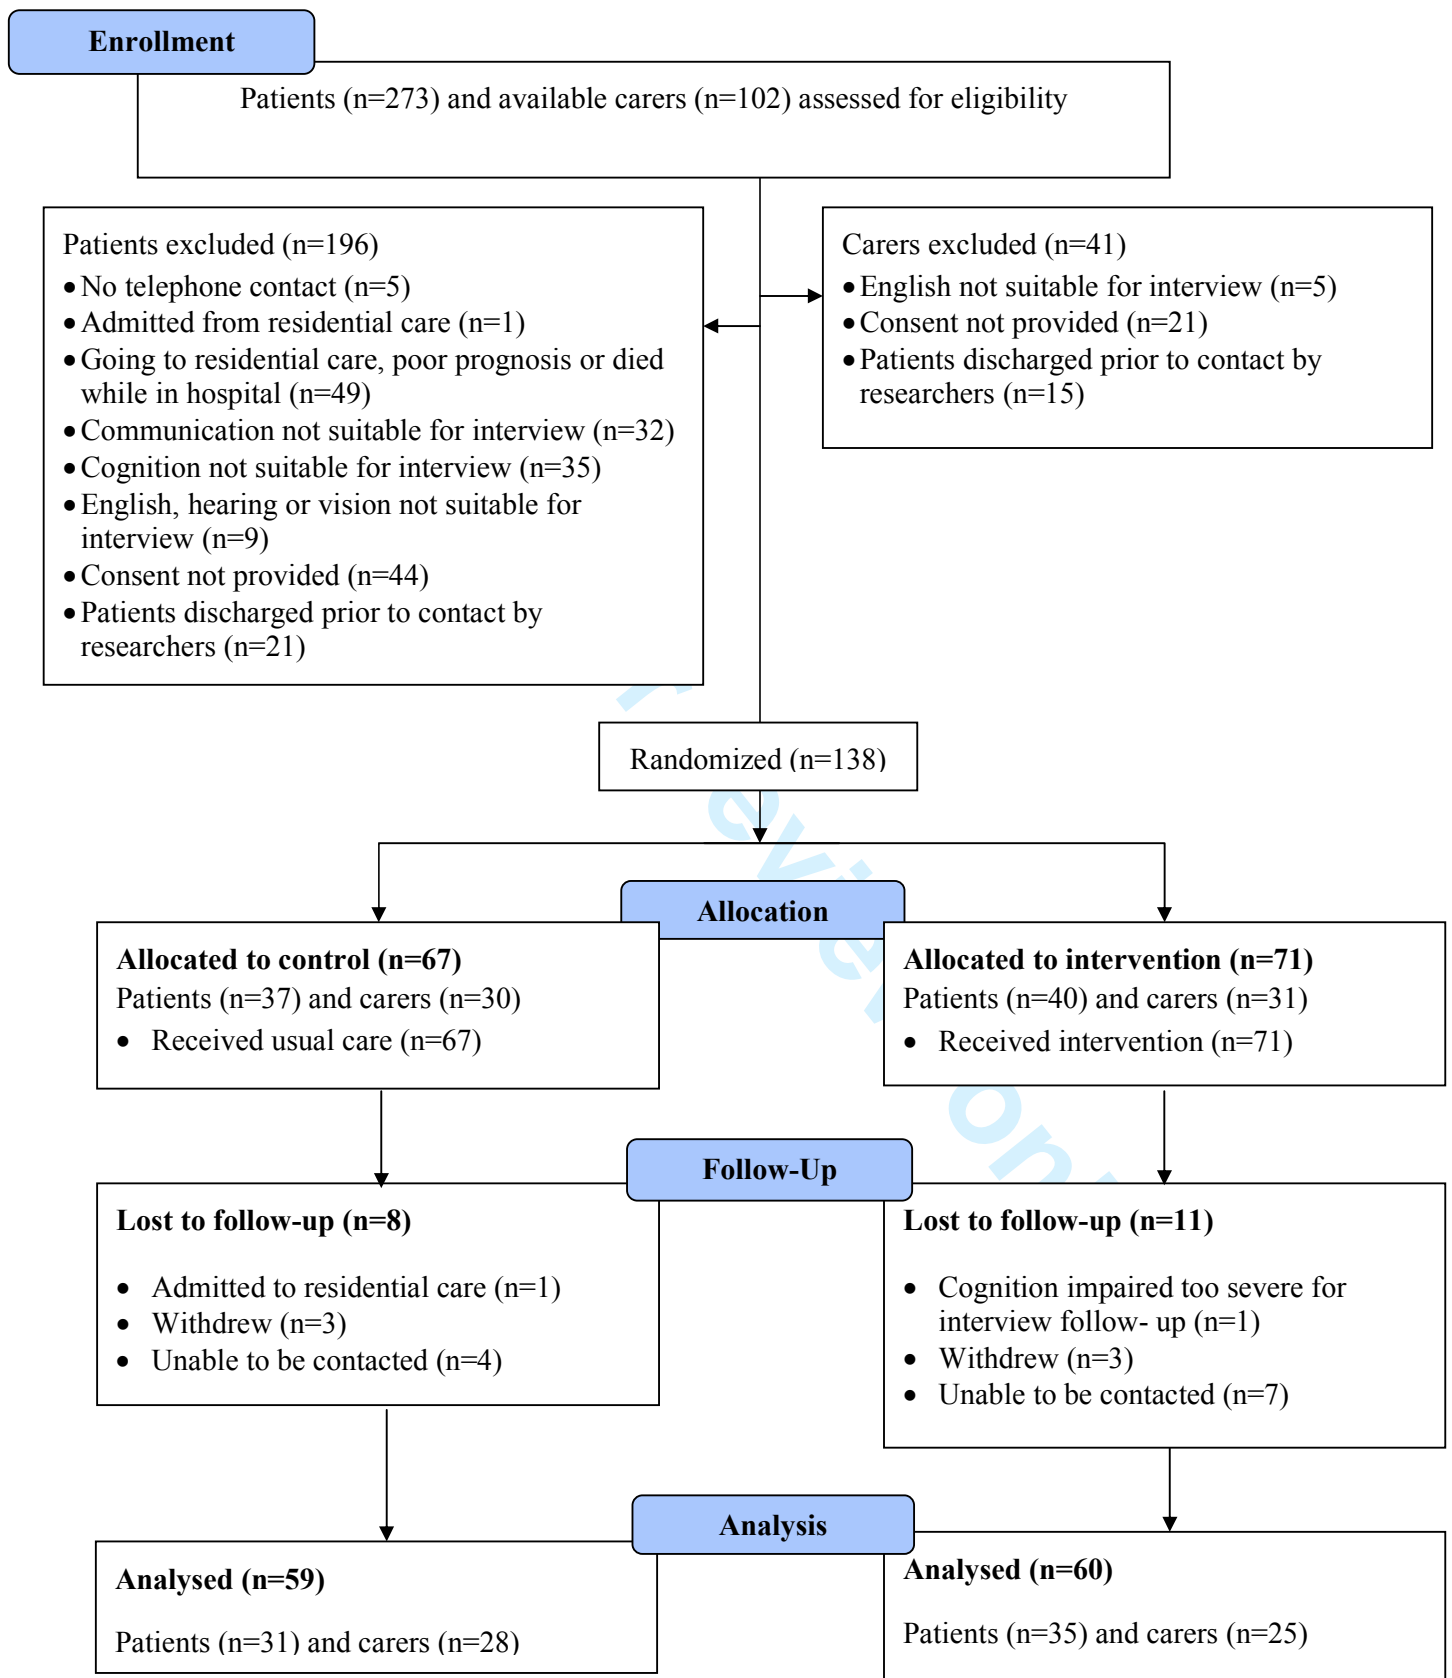 Enrollment
Patients (n=273) and available carers (n=102) assessed for eligibility
Patients excluded (n=196)
•No telephone contact (n=5)
•Admitted from residential care (n=1)
•Going to residential care, poor prognosis or died
while in hospital (n=49)
•Communication not suitable for interview (n=32)
•Cognition not suitable for interview (n=35)
•English, hearing or vision not suitable for
interview (n=9)
•Consent not provided (n=44)
•Patients discharged prior to contact by
researchers (n=21)
Carers excluded (n=41)
•English not suitable for interview (n=5)
•Consent not provided (n=21)
•Patients discharged prior to contact by
researchers (n=15)
Randomized (n=138)
Allocation
Allocated to control (n=67)
Patients (n=37) and carers (n=30)
• Received usual care (n=67)
Allocated to intervention (n=71)
Patients (n=40) and carers (n=31)
• Received intervention (n=71)
Follow-Up
Lost to follow-up (n=8)
• Admitted to residential care (n=1)
• Withdrew (n=3)
• Unable to be contacted (n=4)
Lost to follow-up (n=11)
• Cognition impaired too severe for
interview follow- up (n=1)
• Withdrew (n=3)
• Unable to be contacted (n=7)
Analysis
Analysed (n=59)
Patients (n=31) and carers (n=28)
Analysed (n=60)
Patients (n=35) and carers (n=25)